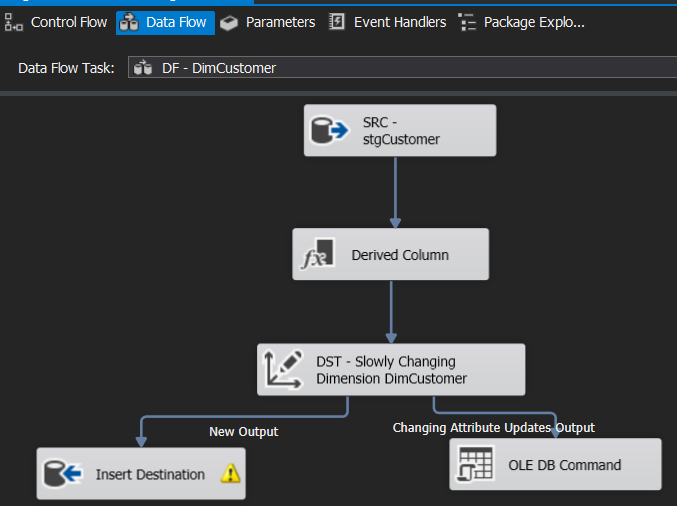 Control Flow Data Flow Parameters Event Handlers Package Explo...
Data Flow Task: DF - DimCustomer
SRC -
stgCustomer
fx Derived Column
DST - Slowly Changing
Dimension DimCustomer
New Output
Changing Attribute Updates Output
Insert Destination
OLE DB Command